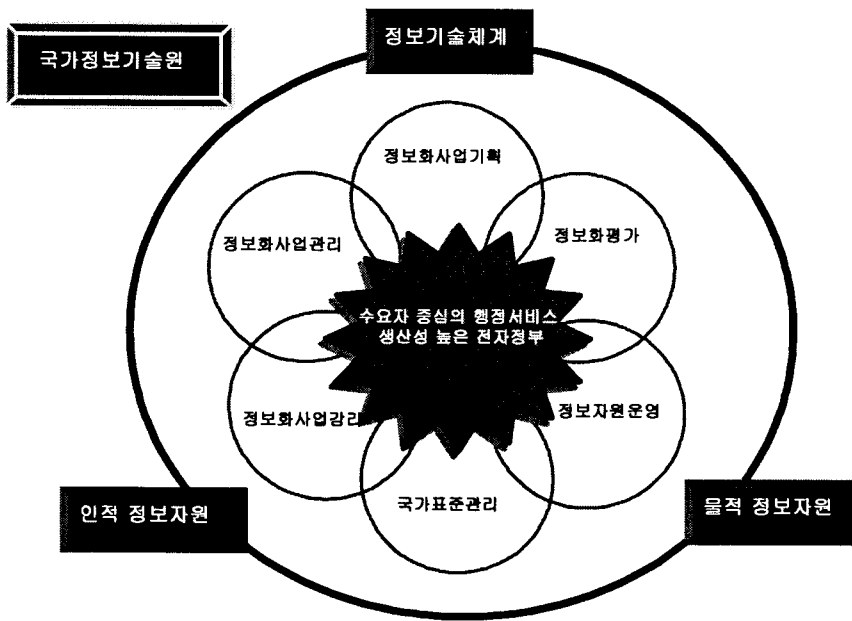 국가정보기술원
정보기술체계
정보화사업기획
정보화사업관리
정보화평가
수요자 중심의 행정서비스
생산성 높은 전자정부
정보화사업감리
정보자원운영
국가표준관리
인적 정보자원
물적 정보자원